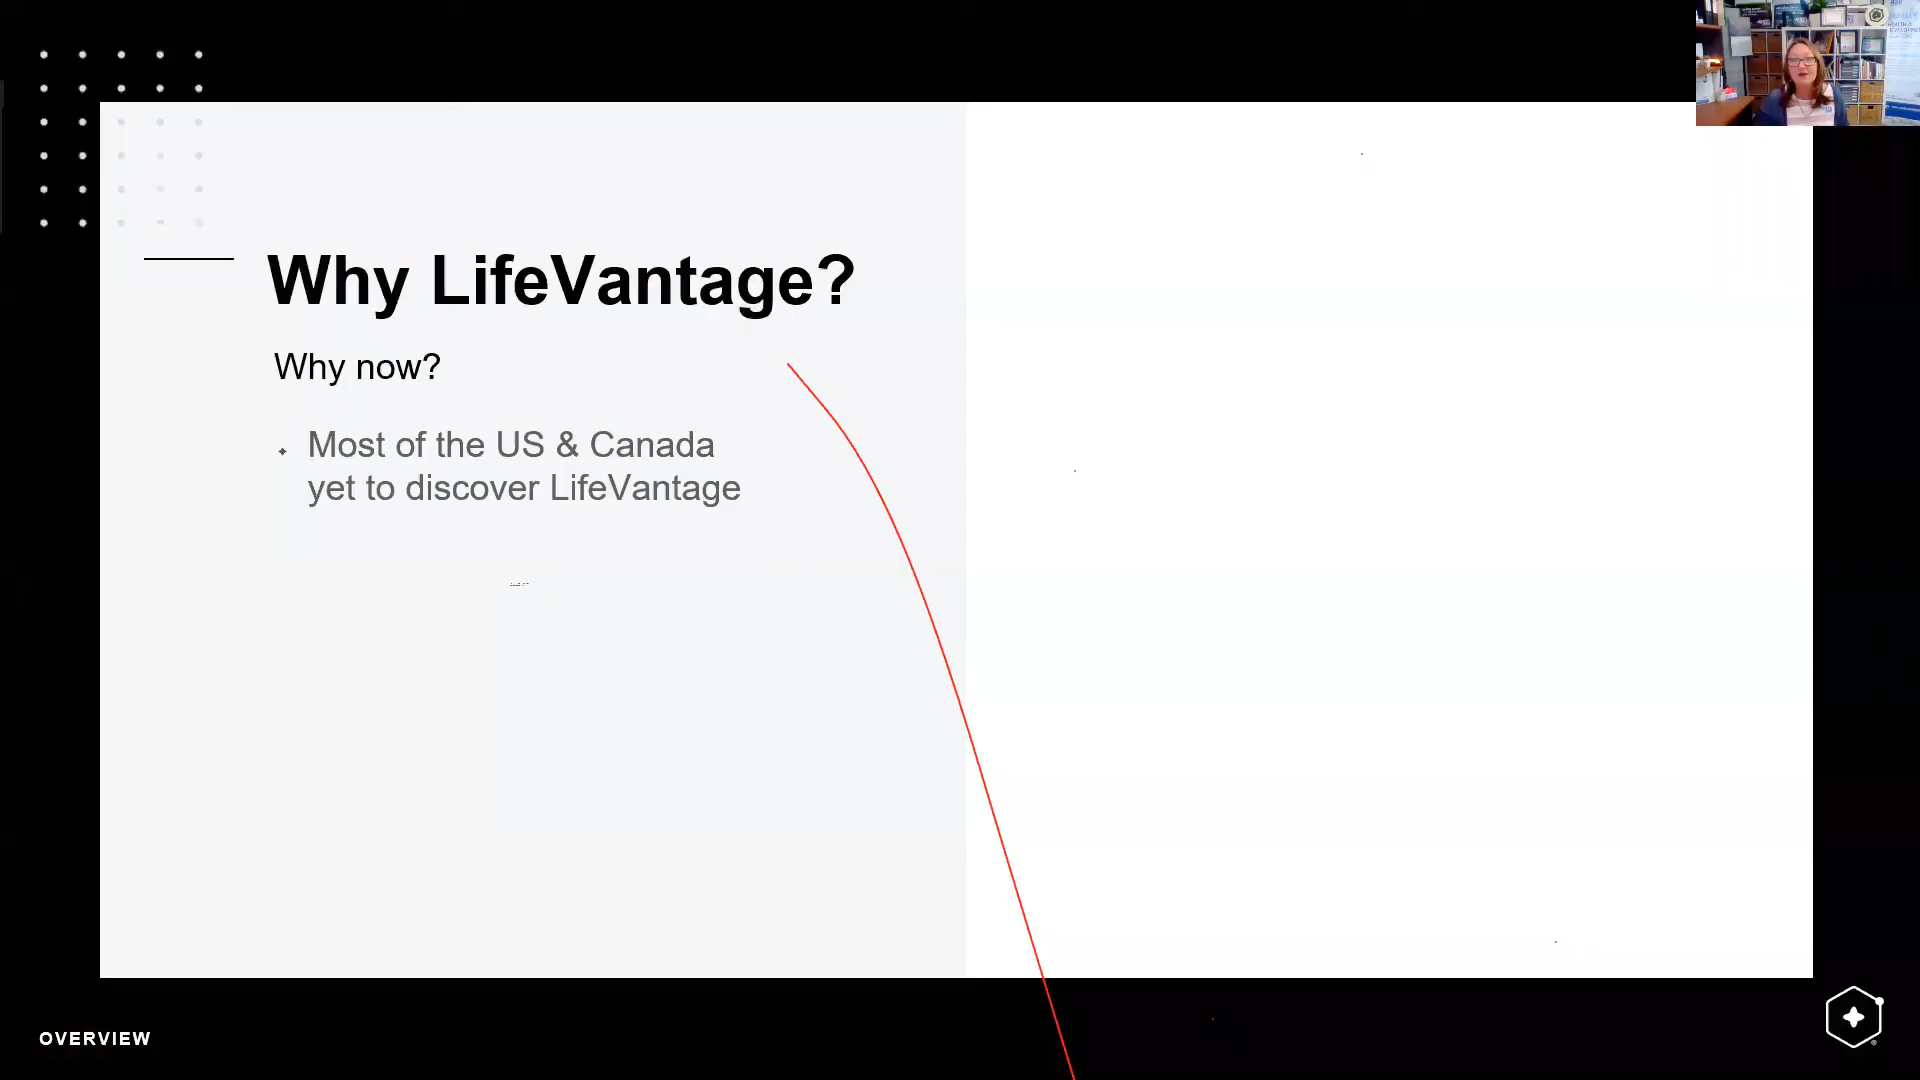 Why LifeVantage?
Why now?
Most of the US & Canada
yet to discover LifeVantage
OVERVIEW